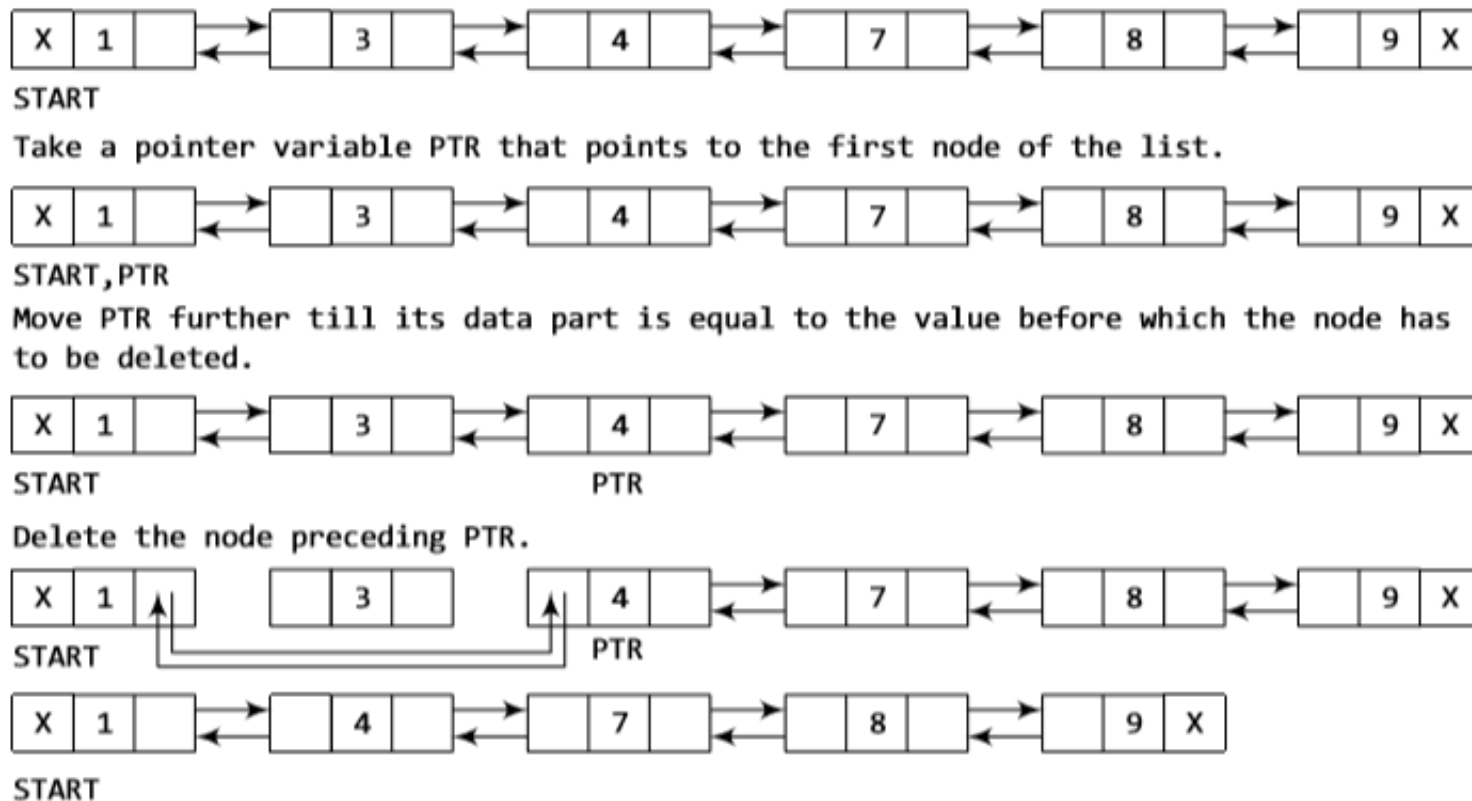 X 1 3 4 7 8 9 X
START
Take a pointer variable PTR that points to the first node of the list.
X 1 3 4 7 8 9 X
START,PTR
Move PTR further till its data part is equal to the value before which the node has
to be deleted.
X 1 3 4 7 8 9 X
START PTR
Delete the node preceding PTR.
X 1 3 4 7 8 9 X
START PTR
X 1 4 7 8 9 X
START